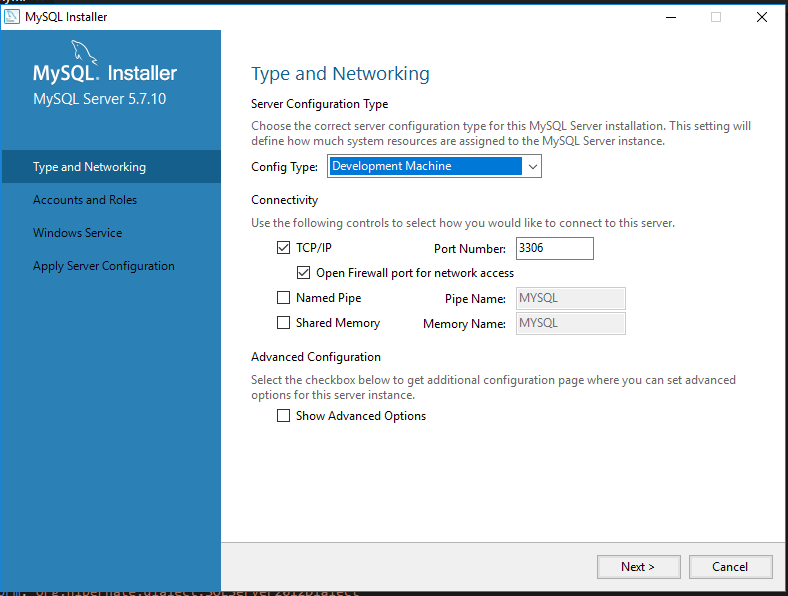 MySQL Installer
MySQL. Installer
MySQL Server 5.7.10
Type and Networking
Accounts and Roles
Windows Service
Apply Server Configuration
Type and Networking
Server Configuration Type
Choose the correct server configuration type for this MySQL Server installation. This setting will
define how much system resources are assigned to the MySQL Server instance.
Config Type: Development Machine
Connectivity
Use the following controls to select how you would like to connect to this server.
TCP/IP Port Number: 3306
Open Firewall port for network access
Named Pipe Pipe Name: MYSQL
Shared Memory Memory Name: MYSQL
Advanced Configuration
Select the checkbox below to get additional configuration page where you can set advanced
options for this server instance.
Show Advanced Options
Next > Cancel